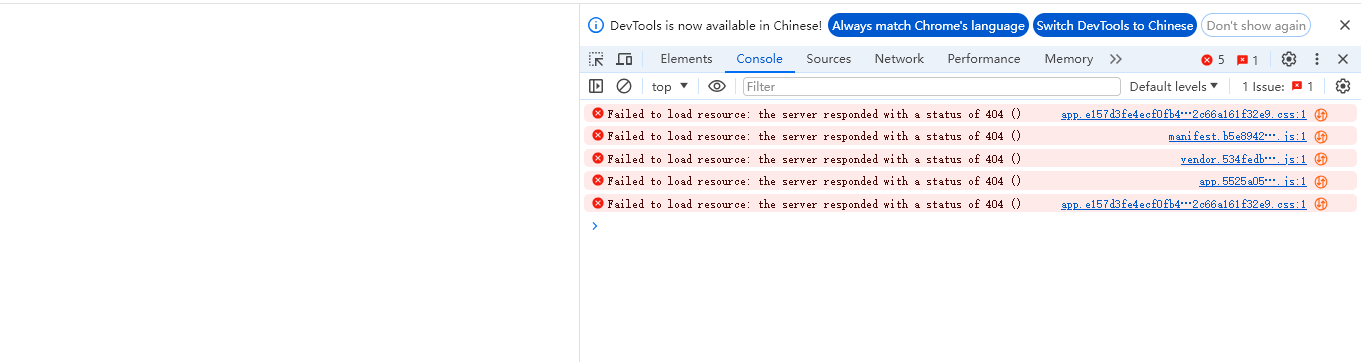 DevTools is now available in Chinese! Always match Chrome's language Switch DevTools to Chinese Don't show again
Elements Console Sources Network Performance Memory 5 1
top Filter Default levels 1 Issue: 1
Failed to load resource: the server responded with a status of 404 () app.e157d3fe4ecf0fb4…2c66a161f32e9.css:1
Failed to load resource: the server responded with a status of 404 () manifest.b5e8942….js:1
Failed to load resource: the server responded with a status of 404 () vendor.534fedb….js:1
Failed to load resource: the server responded with a status of 404 () app.5525a05….js:1
Failed to load resource: the server responded with a status of 404 () app.e157d3fe4ecf0fb4…2c66a161f32e9.css:1